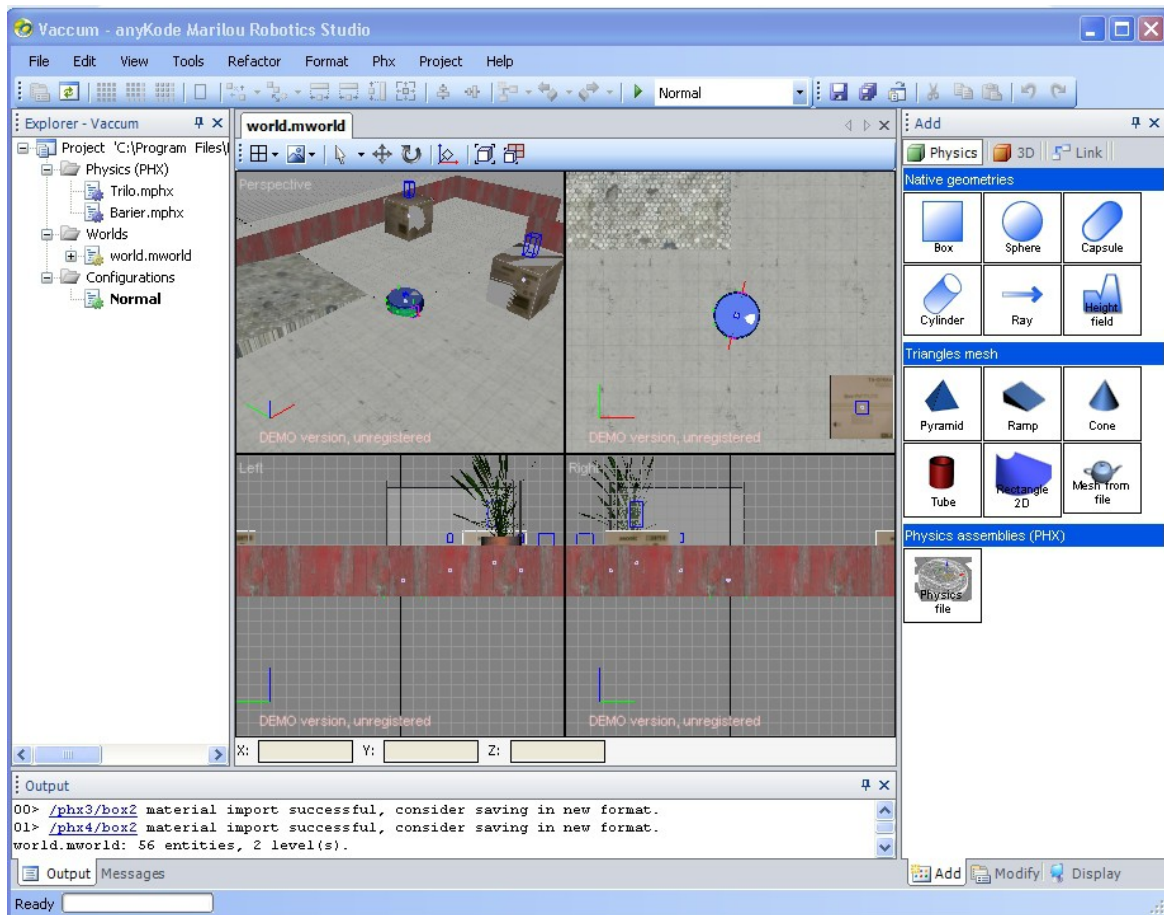 Vaccum - anyKode Marilou Robotics Studio
File Edit View Tools Refactor Format Phx Project Help
Normal
Explorer - Vaccum
Project 'C:\Program Files\
Physics (PHX)
Trilo.mphx
Barier.mphx
Worlds
world.mworld
Configurations
Normal
world.mworld
Perspective
DEMO version, unregistered
DEMO version, unregistered
Left
Right
DEMO version, unregistered
DEMO version, unregistered
X: Y: Z:
Add
Physics 3D Link
Native geometries
Box Sphere Capsule
Cylinder Ray Height
field
Triangles mesh
Pyramid Ramp Cone
Tube Rectangle Mesh from
2D file
Physics assemblies (PHX)
Physics
file
Output
00> /phx3/box2 material import successful, consider saving in new format.
01> /phx4/box2 material import successful, consider saving in new format.
world.mworld: 56 entities, 2 level(s).
Output Messages
Add Modify Display
Ready